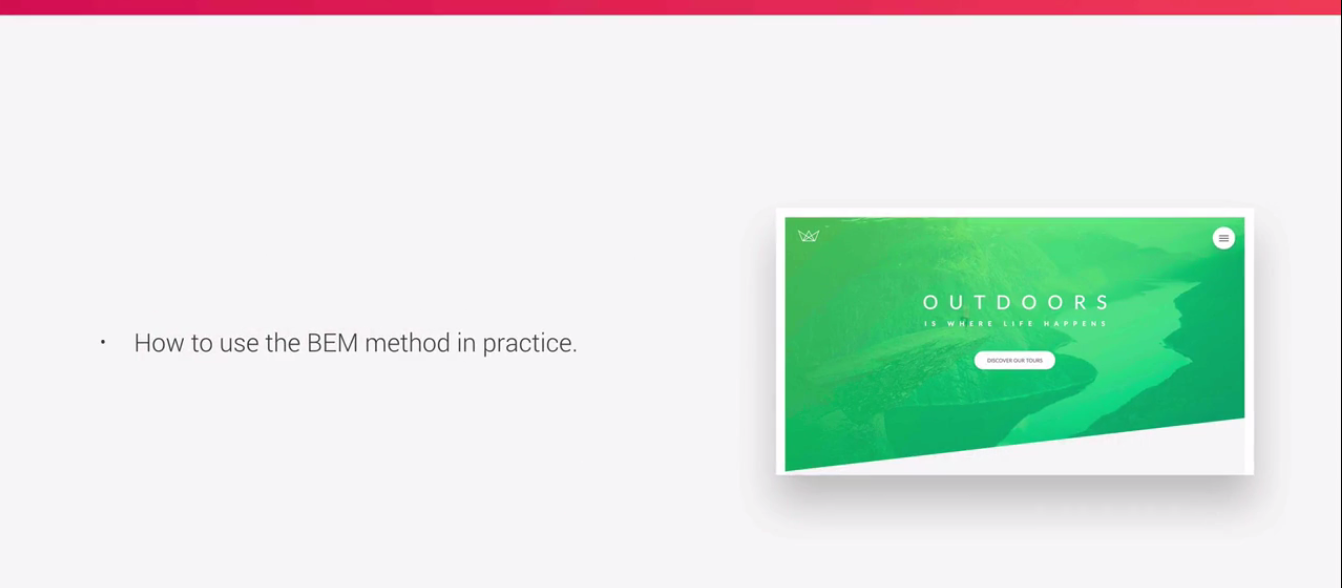 • How to use the BEM method in practice.
OUTDOORS
IS WHERE LIFE HAPPENS
DISCOVER OUR TOURS